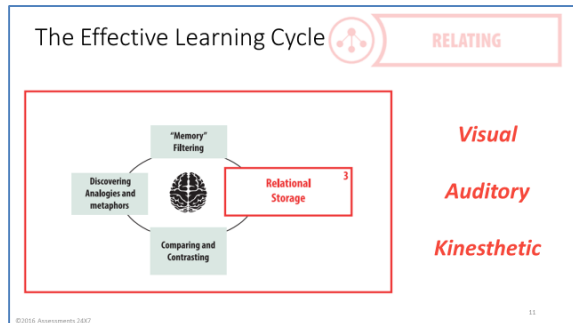 The Effective Learning Cycle
RELATING
"Memory"
Filtering
3
Relational
Storage
Discovering
Analogies and
metaphors
Comparing and
Contrasting
Visual
Auditory
Kinesthetic
©2016 Assessments 24X7
11